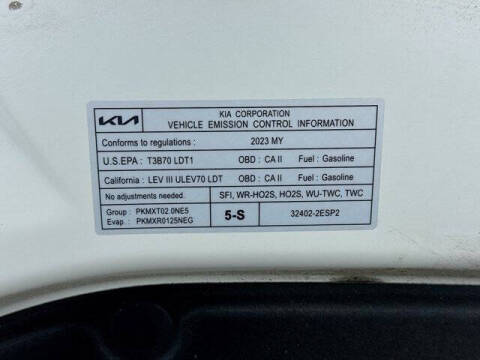 KIA
KIA CORPORATION
VEHICLE EMISSION CONTROL INFORMATION
Conforms to regulations : 2023 MY
U.S.EPA : T3B70 LDT1 OBD : CA II Fuel : Gasoline
California : LEV III ULEV70 LDT OBD : CA II Fuel : Gasoline
No adjustments needed. SFI, WR-HO2S, HO2S, WU-TWC, TWC
Group : PKMXT02.0NE5
Evap. : PKMXR0125NEG
5-S
32402-2ESP2